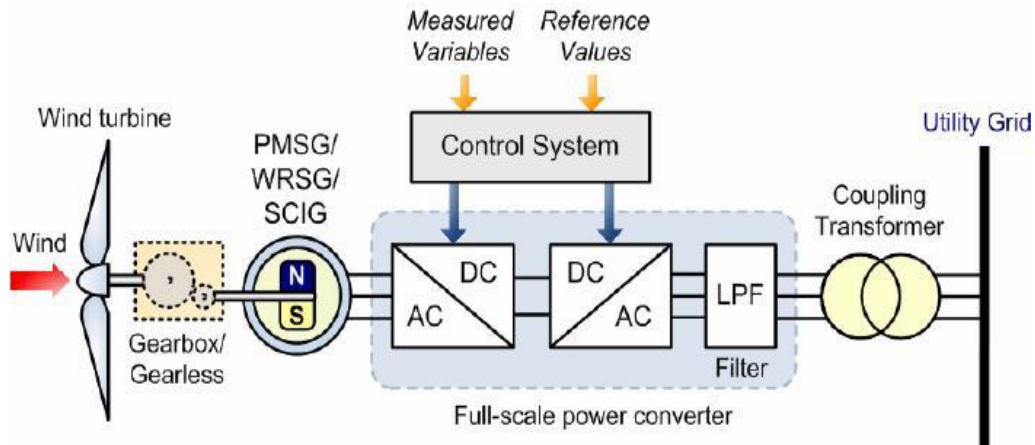 Measured
Variables
Reference
Values
Wind turbine
Control System
Utility Grid
PMSG/
WRSG/
SCIG
Coupling
Transformer
Wind
N
S
DC
AC
DC
AC
LPF
Gearbox/
Gearless
Filter
Full-scale power converter